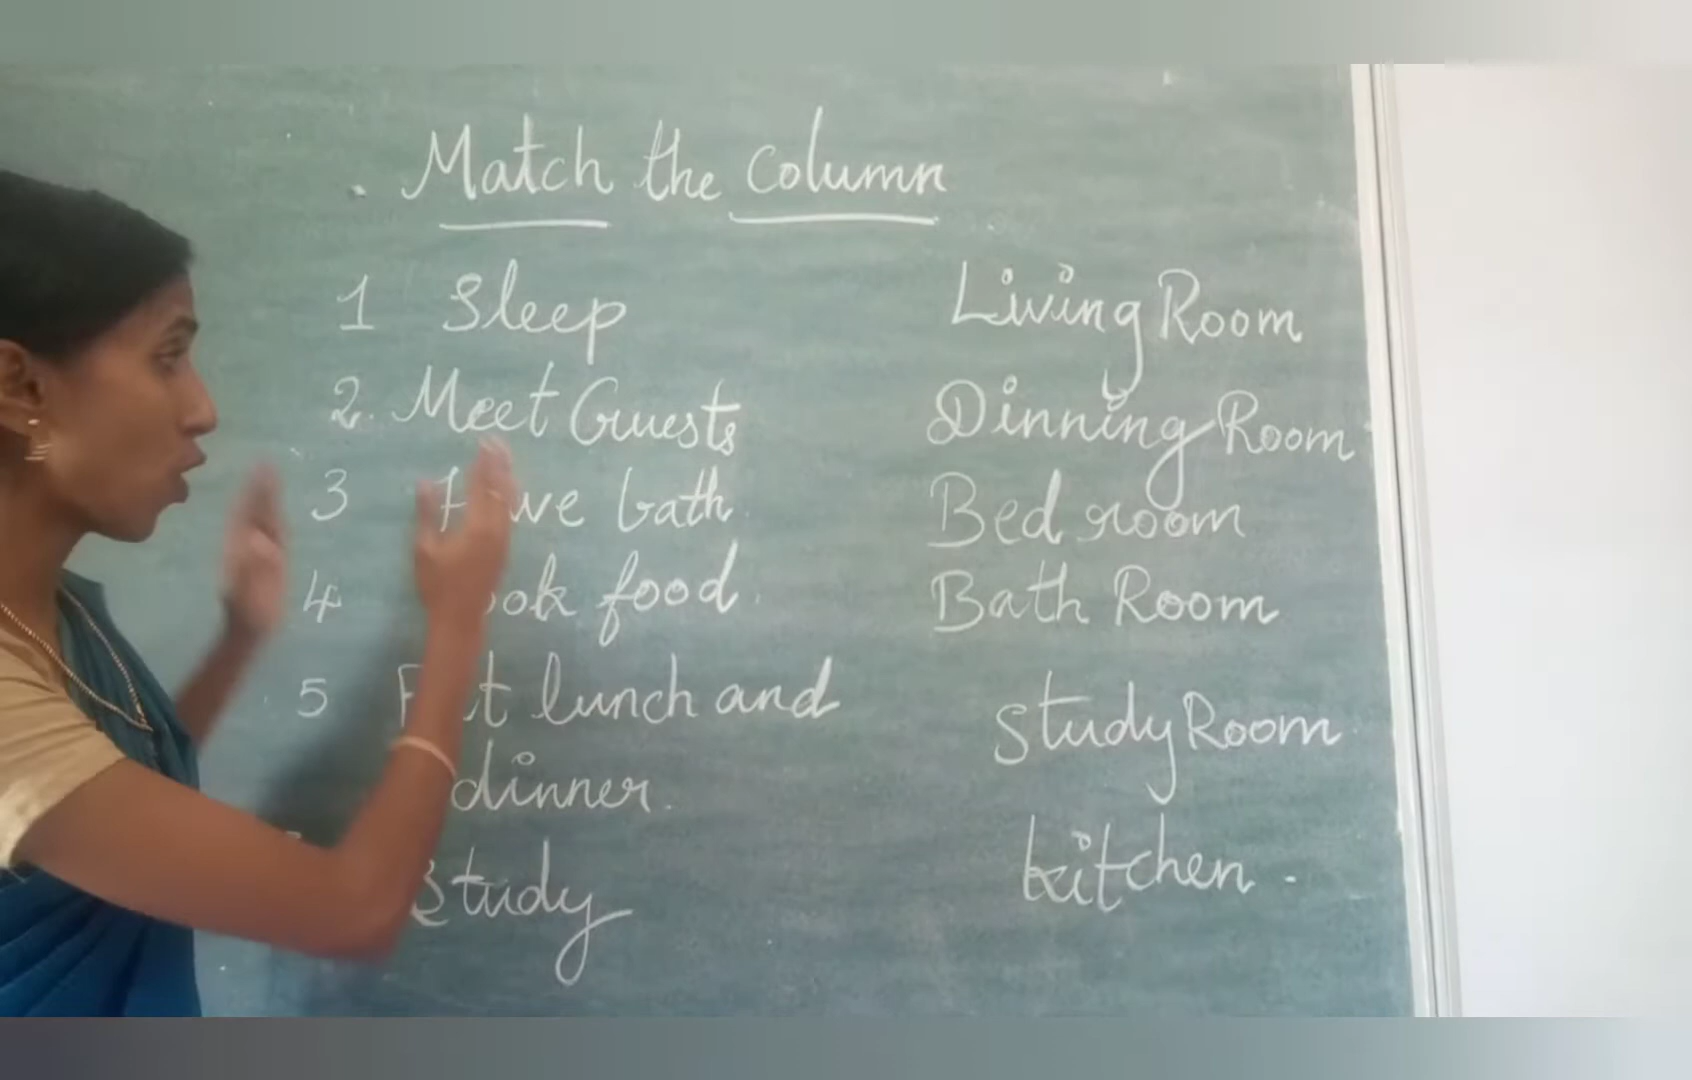 Match the Column
1 Sleep Living Room
2. Meet Guests Dinning Room
3 bath Bed room
4 food. Bath Room
5 lunch and Study Room
dinner.
Study kitchen.